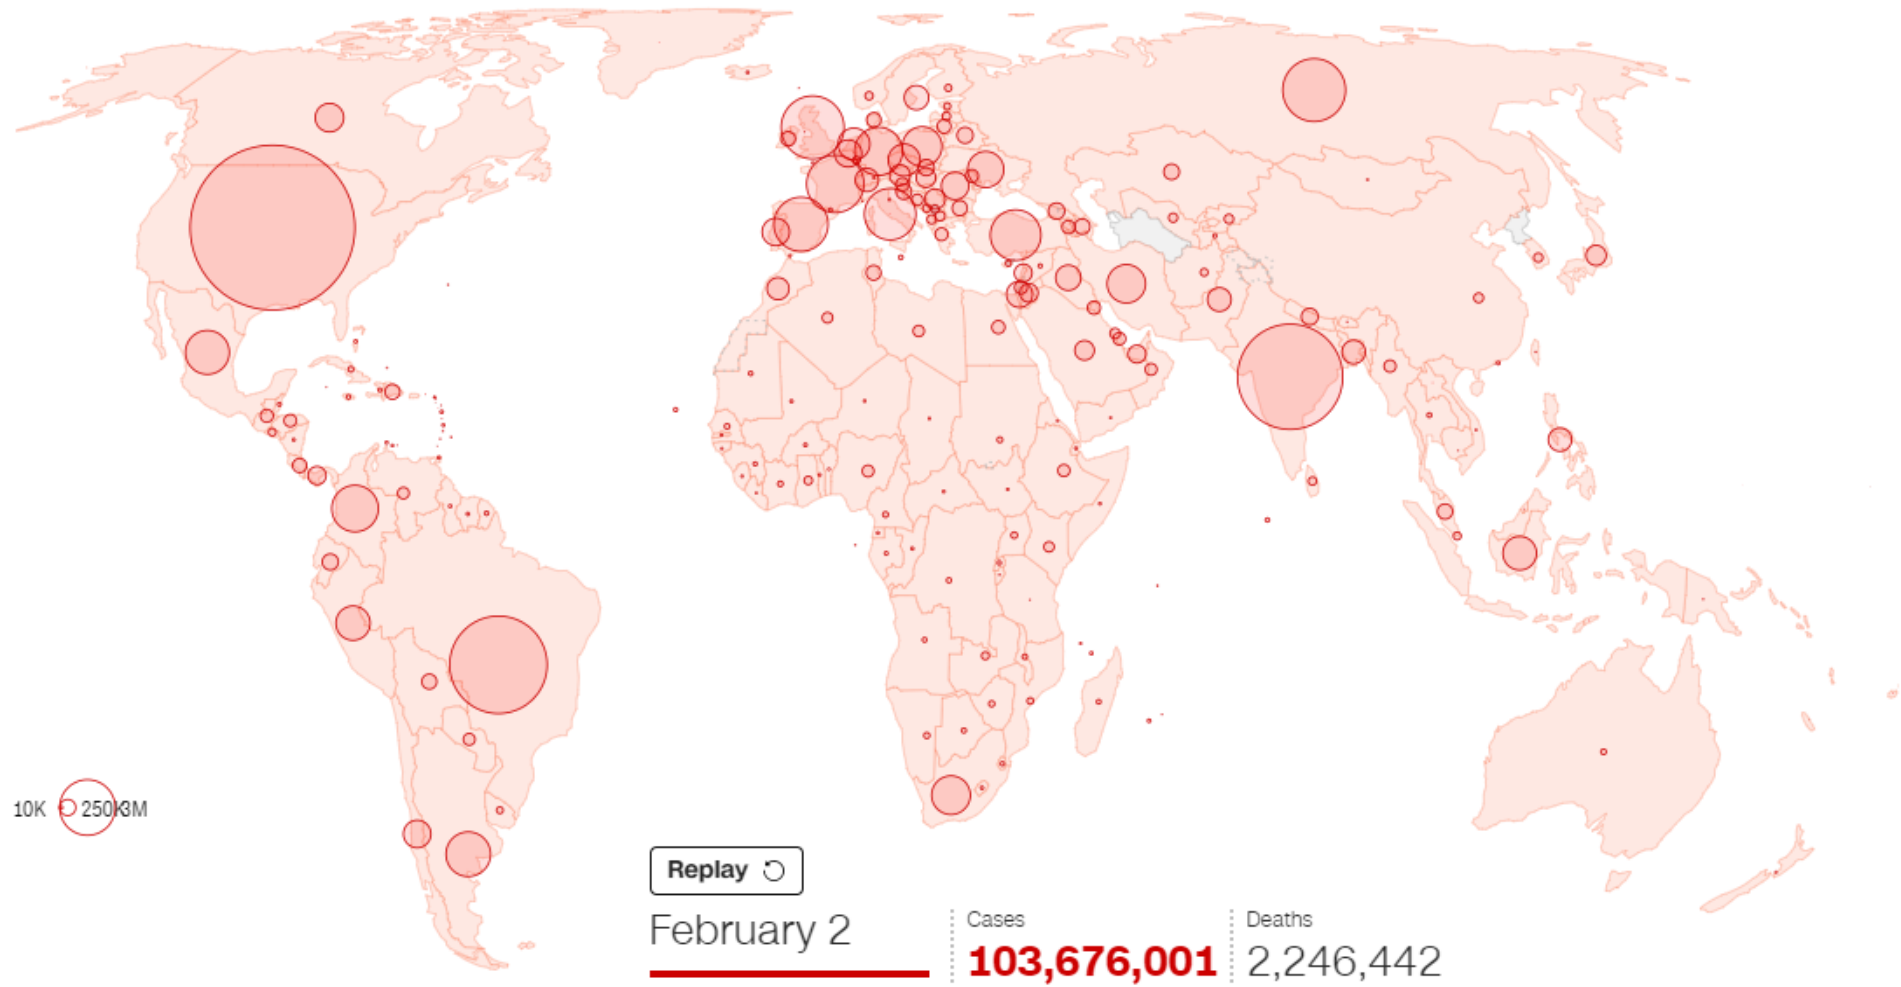 10K 250K 3M
Replay
February 2
Cases
103,676,001
Deaths
2,246,442